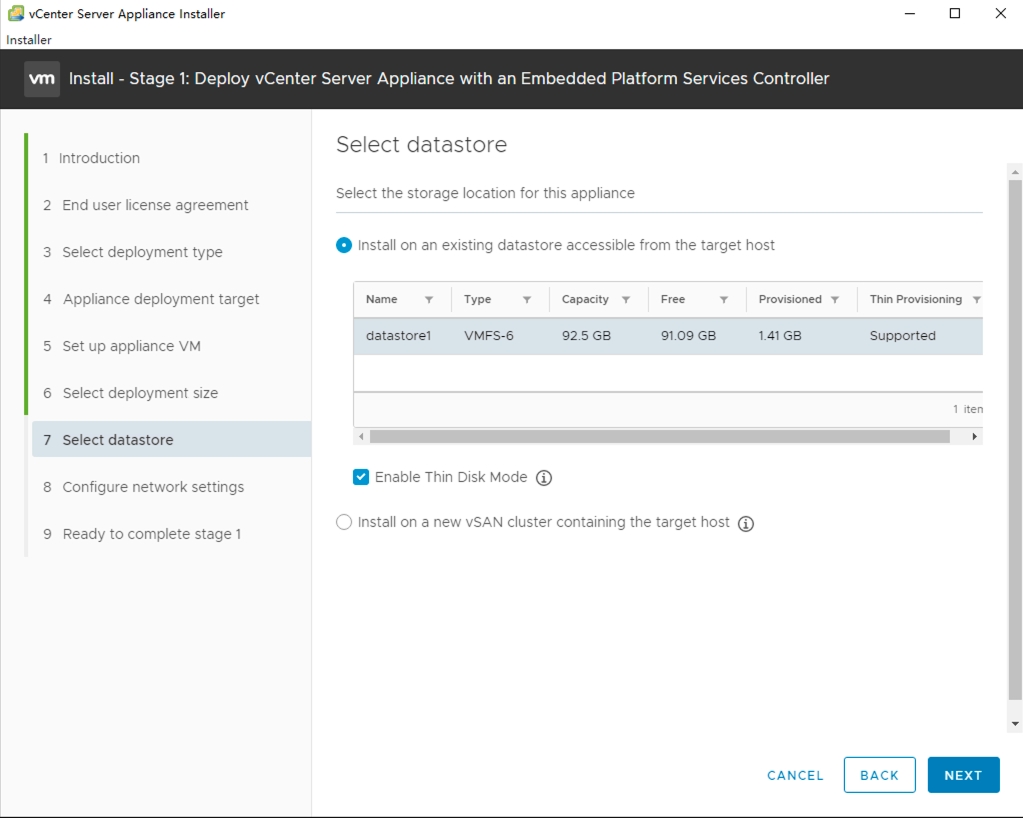 vCenter Server Appliance Installer
Installer
vm Install - Stage 1: Deploy vCenter Server Appliance with an Embedded Platform Services Controller
1 Introduction
2 End user license agreement
3 Select deployment type
4 Appliance deployment target
5 Set up appliance VM
6 Select deployment size
7 Select datastore
8 Configure network settings
9 Ready to complete stage 1
Select datastore
Select the storage location for this appliance
Install on an existing datastore accessible from the target host
Name Type Capacity Free Provisioned Thin Provisioning
datastore1 VMFS-6 92.5 GB 91.09 GB 1.41 GB Supported
1 item
Enable Thin Disk Mode
Install on a new vSAN cluster containing the target host
CANCEL BACK NEXT